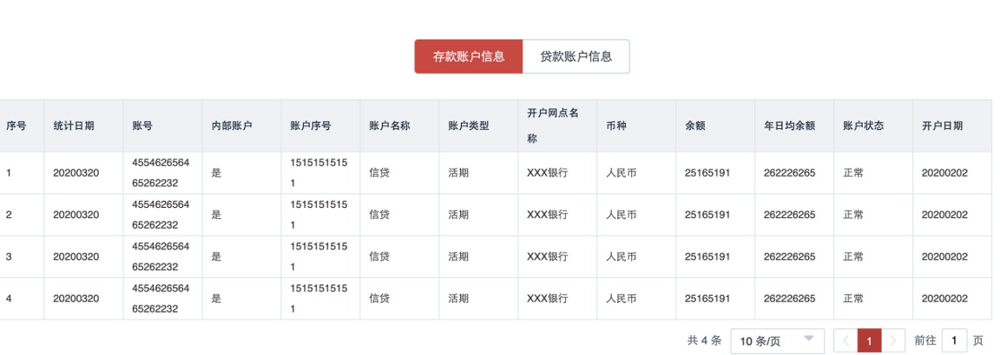 存款账户信息 贷款账户信息
序号 统计日期 账号 内部账户 账户序号 账户名称 账户类型 开户网点名称 币种 余额 年日均余额 账户状态 开户日期
1 20200320 455462656465262232 是 15151515151 信贷 活期 XXX银行 人民币 25165191 262226265 正常 20200202
2 20200320 455462656465262232 是 15151515151 信贷 活期 XXX银行 人民币 25165191 262226265 正常 20200202
3 20200320 455462656465262232 是 15151515151 信贷 活期 XXX银行 人民币 25165191 262226265 正常 20200202
4 20200320 455462656465262232 是 15151515151 信贷 活期 XXX银行 人民币 25165191 262226265 正常 20200202
共 4 条 10 条/页 1 前往 1 页